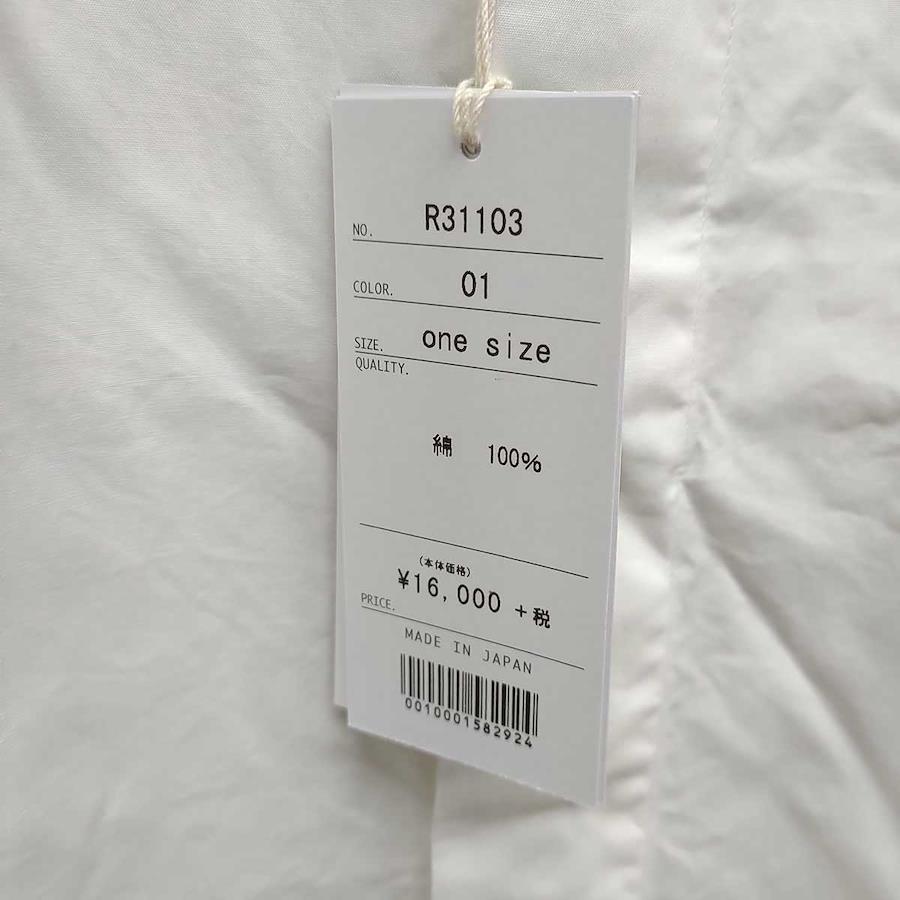 NO. R31103
COLOR. 01
SIZE. one size
QUALITY.
綿 100%
(本体価格)
PRICE. ¥16,000 +税
MADE IN JAPAN
0010001582924